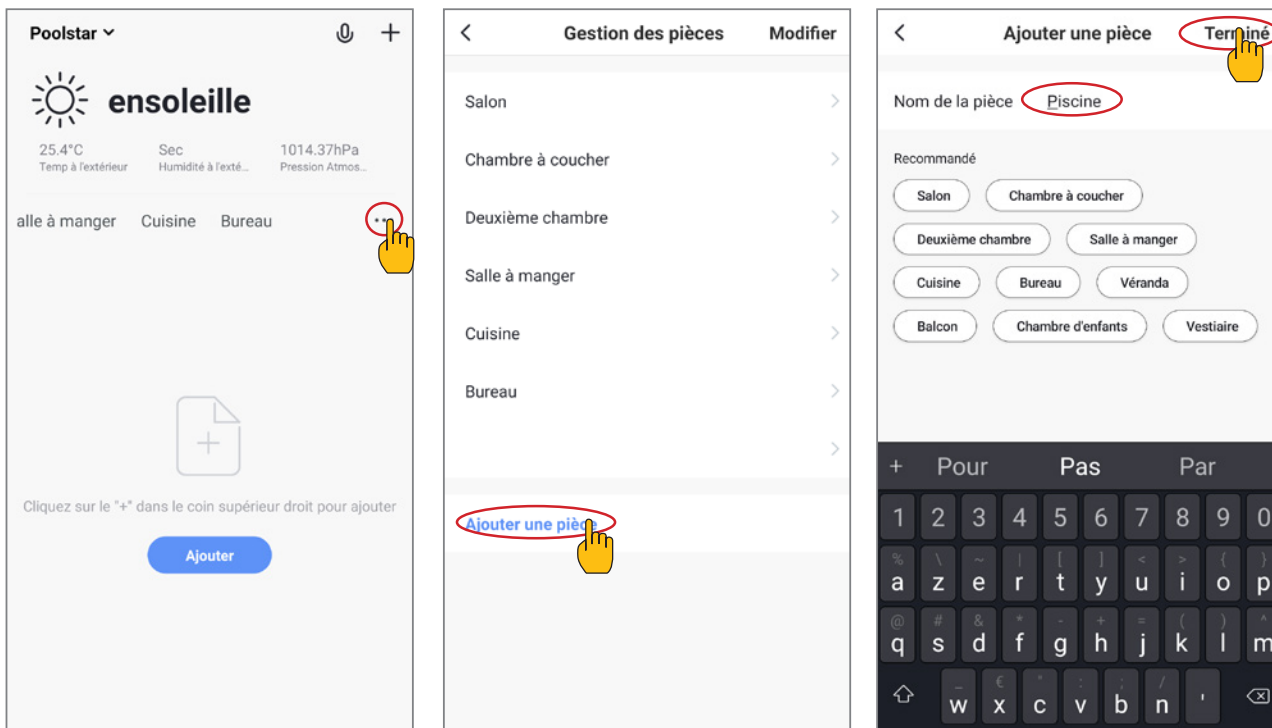 Poolstar
ensoleille
25.4°C Sec 1014.37hPa
Temp à l'extérieur Humidité à l'exté... Pression Atmos...
alle à manger Cuisine Bureau ...
Cliquez sur le "+" dans le coin supérieur droit pour ajouter
Ajouter
< Gestion des pièces Modifier
Salon >
Chambre à coucher >
Deuxième chambre >
Salle à manger >
Cuisine >
Bureau >
>
Ajouter une pièce
< Ajouter une pièce Terminé
Nom de la pièce Piscine
Recommandé
Salon Chambre à coucher
Deuxième chambre Salle à manger
Cuisine Bureau Véranda
Balcon Chambre d'enfants Vestiaire
+ Pour Pas Par
1 2 3 4 5 6 7 8 9 0
% \ ~ | [ ] < > { }
a z e r t y u i o p
@ # & * - + = ( ) ^
q s d f g h j k l m
_ € " : ; /
w x c v b n '